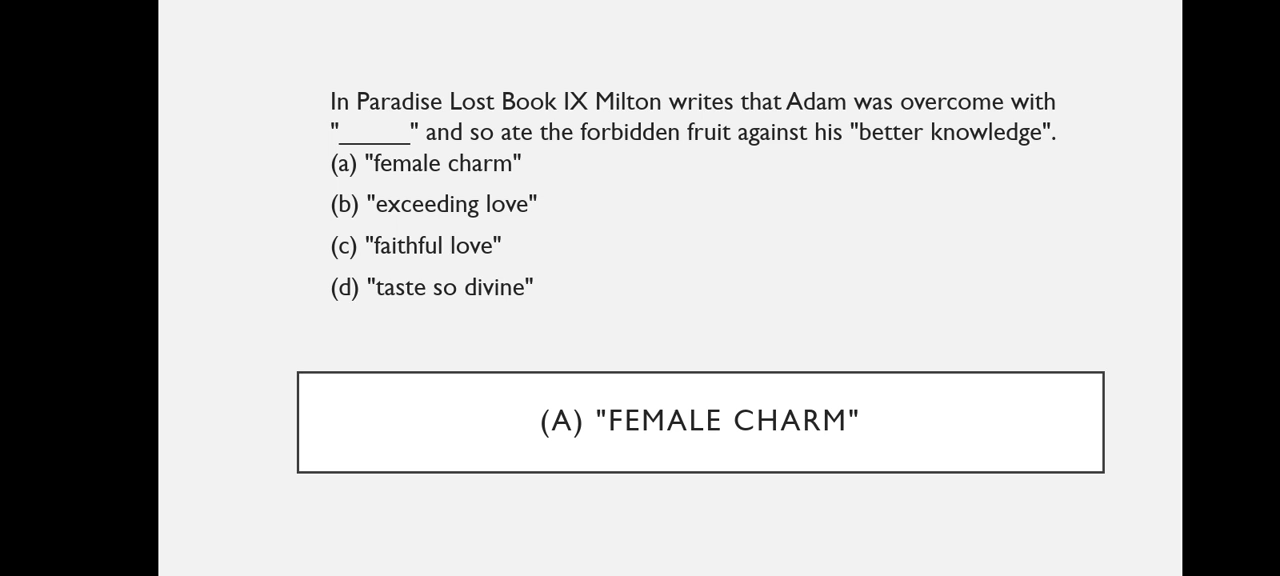 In Paradise Lost Book IX Milton writes that Adam was overcome with
"_____" and so ate the forbidden fruit against his "better knowledge".
(a) "female charm"
(b) "exceeding love"
(c) "faithful love"
(d) "taste so divine"
(A) "FEMALE CHARM"